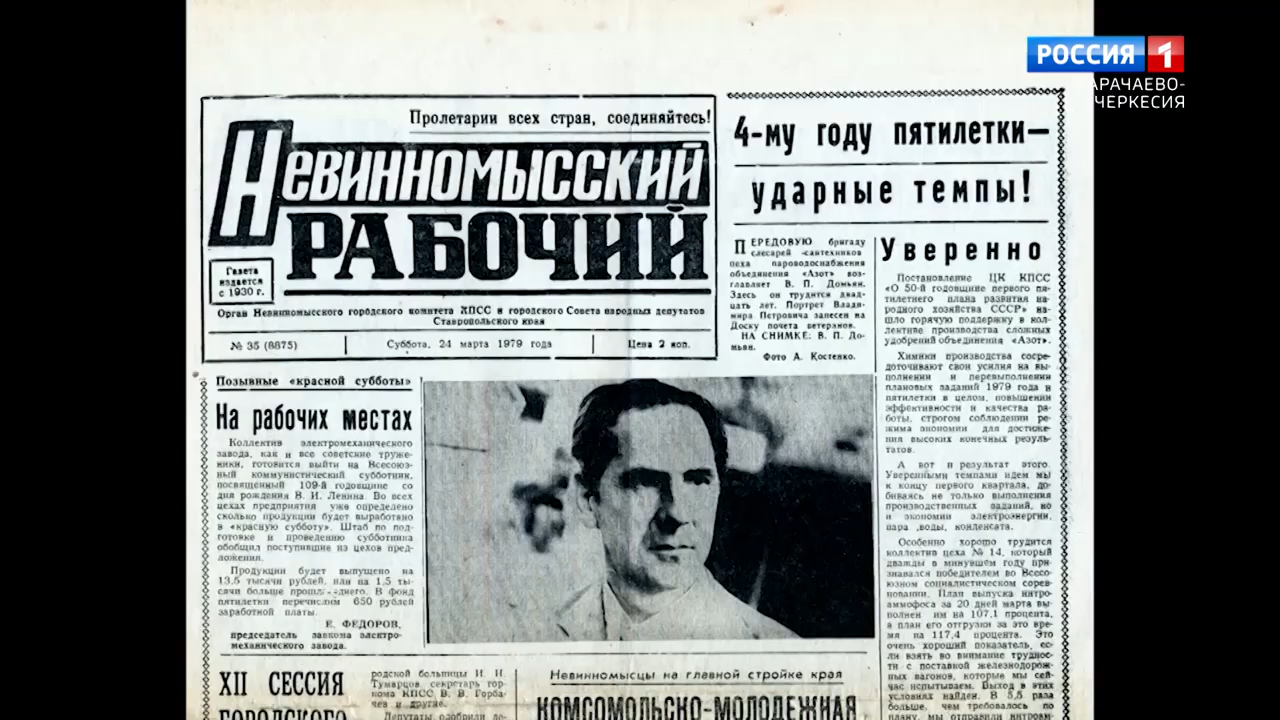 РОССИЯ 1
АРАЧАЕВО-
ЧЕРКЕСИЯ
Пролетарии всех стран, соединяйтесь!
Невинномысский
РАБОЧИЙ
Газета
издается
с 1930 г.
Орган Невинномысского городского комитета КПСС и городского Совета народных депутатов
Ставропольского края
№ 35 (8875)
Суббота, 24 марта 1979 года
Цена 2 коп.
4-му году пятилетки—
ударные темпы!
ПЕРЕДОВУЮ бригаду
слесарей -сантехников
цеха пароводоснабжения
объединения «Азот» воз-
главляет В. П. Домьян.
Здесь он трудится двад-
цать лет. Портрет Влади-
мира Петровича занесен на
Доску почета ветеранов.
НА СНИМКЕ: В. П. До-
мьян.
Фото А. Костенко.
Уверенно
Постановление ЦК КПСС
«О 50-й годовщине первого пя-
тилетнего плана развития на-
родного хозяйства СССР» на-
шло горячую поддержку в кол-
лективе производства сложных
удобрений объединения «Азот».
Химики производства сосре-
доточивают свои усилия на вы-
полнении и перевыполнении
плановых заданий 1979 года и
пятилетки в целом, повышении
эффективности и качества ра-
боты, строгом соблюдении ре-
жима экономии для достиже-
ния высоких конечных резуль-
татов.
А вот и результат этого.
Уверенными темпами идем мы
к концу первого квартала, до-
биваясь не только выполнения
производственных заданий, но
и экономии электроэнергии,
пара ,воды, конденсата.
Особенно хорошо трудится
коллектив цеха № 14, который
дважды в минувшем году при-
знавался победителем во Всесо-
юзном социалистическом сорев-
новании. План выпуска нитро-
аммофоса за 20 дней марта вы-
полнен им на 107,1 процента,
а план его отгрузки за это вре-
мя на 117,4 процента. Это
очень хороший показатель, ес-
ли взять во внимание труднос-
ти с поставкой железнодорож-
ных вагонов, которые мы сей-
час испытываем. Выход в этих
условиях найден. В 5,5 раза
больше, чем требовалось по
плану, мы отправили нитроам-
Позывные «красной субботы»
На рабочих местах
Коллектив электромеханического
завода, как и все советские труже-
ники, готовится выйти на Всесоюз-
ный коммунистический субботник,
посвященный 109-й годовщине со
дня рождения В. И. Ленина. Во всех
цехах предприятия уже определено
сколько продукции будет выработано
в «красную субботу». Штаб по под-
готовке и проведению субботника
обобщил поступившие из цехов пред-
ложения.
Продукции будет выпущено на
13,5 тысячи рублей, или на 1,5 ты-
сячи больше прошлогоднего. В фонд
пятилетки перечислом 650 рублей
заработной платы.
Е. ФЕДОРОВ,
председатель завкома электро-
механического завода.
XII СЕССИЯ
ГОРОДСКОГО
родской больницы И. И.
Тумарцов, секретарь гор-
кома КПСС В. В. Горба-
чев и другие.
Депутаты одобрили де-
Невинномысцы на главной стройке края
КОМСОМОЛЬСКО-МОЛОДЕЖНАЯ